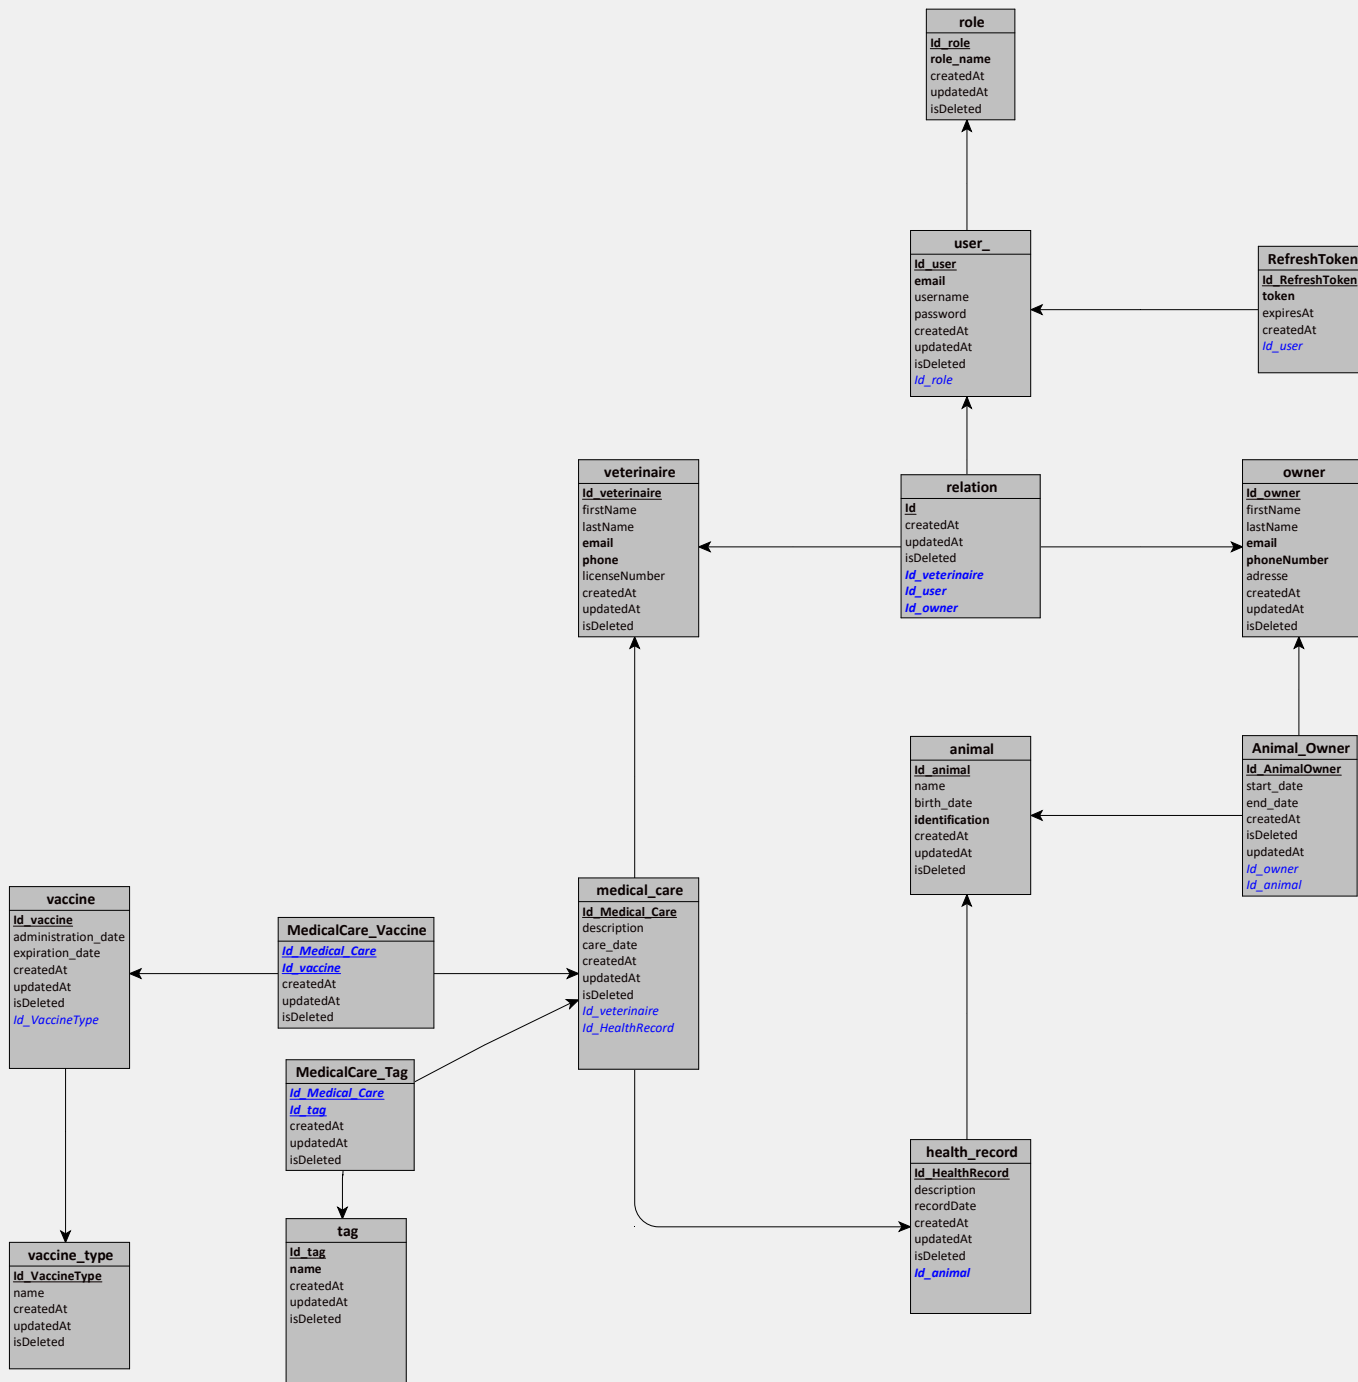 role
Id_role
role_name
createdAt
updatedAt
isDeleted
user_
Id_user
email
username
password
createdAt
updatedAt
isDeleted
Id_role
RefreshToken
Id_RefreshToken
token
expiresAt
createdAt
Id_user
veterinaire
Id_veterinaire
firstName
lastName
email
phone
licenseNumber
createdAt
updatedAt
isDeleted
relation
Id
createdAt
updatedAt
isDeleted
Id_veterinaire
Id_user
Id_owner
owner
Id_owner
firstName
lastName
email
phoneNumber
adresse
createdAt
updatedAt
isDeleted
animal
Id_animal
name
birth_date
identification
createdAt
updatedAt
isDeleted
Animal_Owner
Id_AnimalOwner
start_date
end_date
createdAt
isDeleted
updatedAt
Id_owner
Id_animal
vaccine
Id_vaccine
administration_date
expiration_date
createdAt
updatedAt
isDeleted
Id_VaccineType
MedicalCare_Vaccine
Id_Medical_Care
Id_vaccine
createdAt
updatedAt
isDeleted
medical_care
Id_Medical_Care
description
care_date
createdAt
updatedAt
isDeleted
Id_veterinaire
Id_HealthRecord
MedicalCare_Tag
Id_Medical_Care
Id_tag
createdAt
updatedAt
isDeleted
health_record
Id_HealthRecord
description
recordDate
createdAt
updatedAt
isDeleted
Id_animal
tag
Id_tag
name
createdAt
updatedAt
isDeleted
vaccine_type
Id_VaccineType
name
createdAt
updatedAt
isDeleted